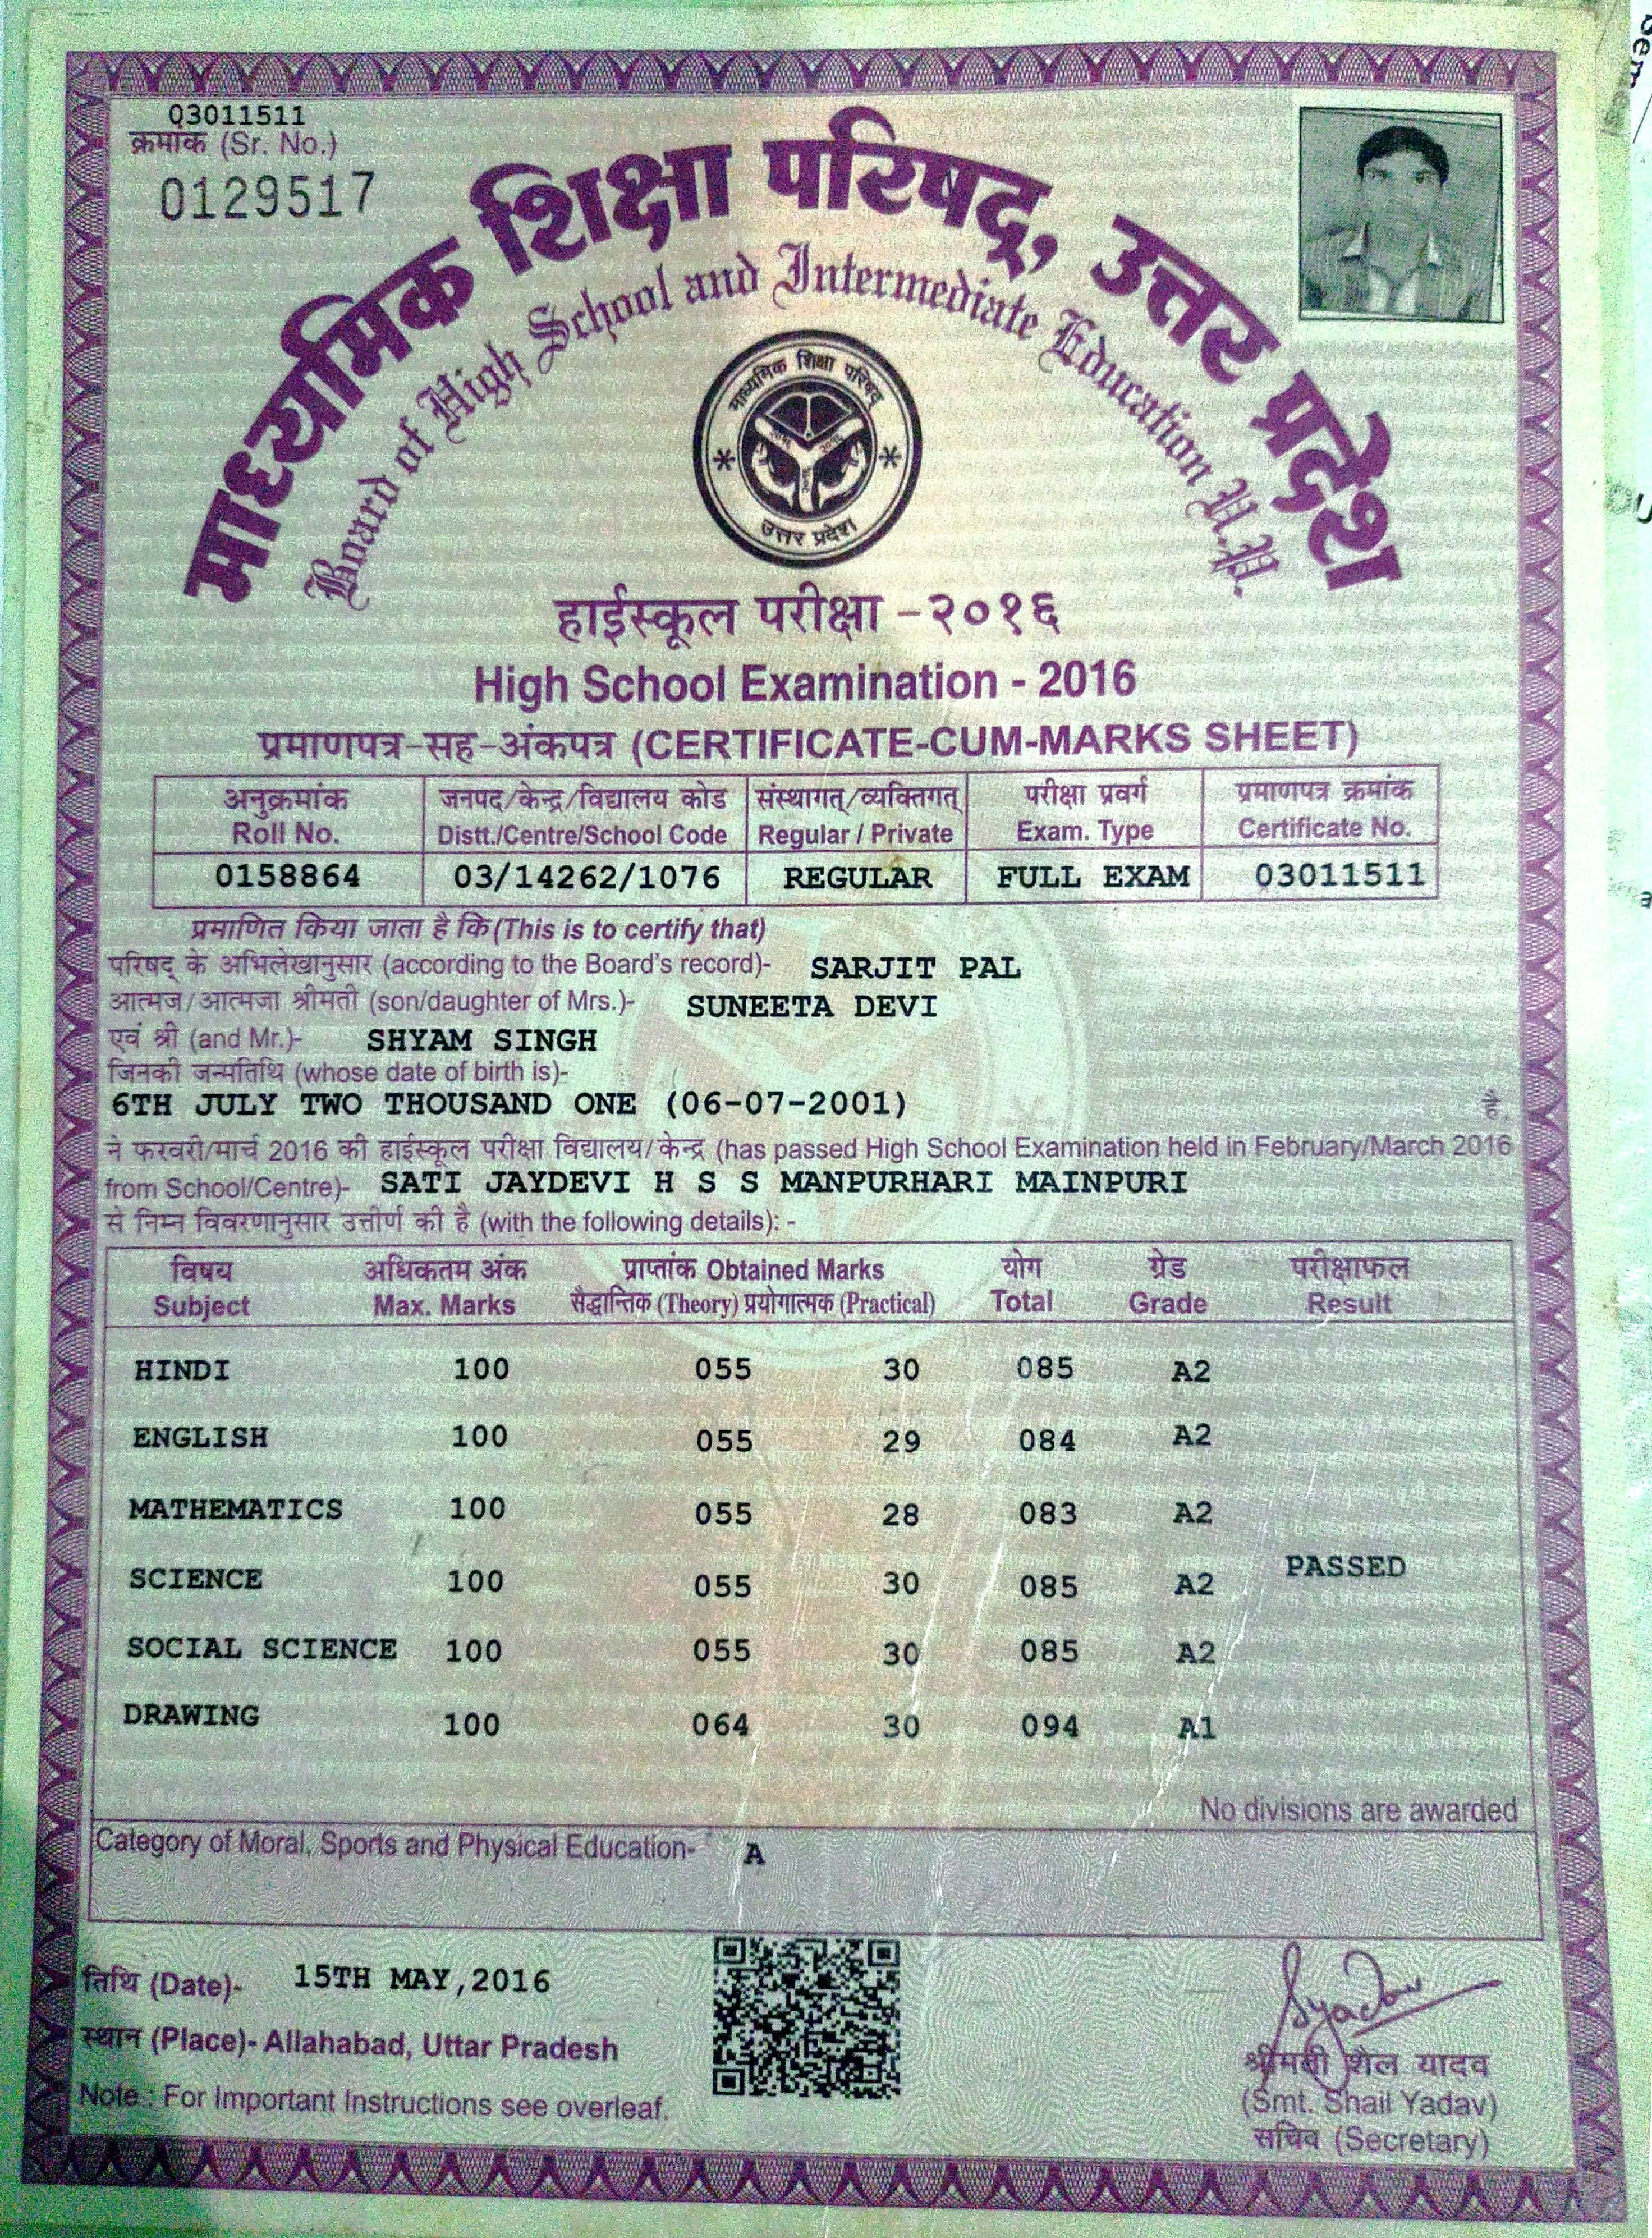 03011511
क्रमांक (Sr. No.)
0129517
माध्यमिक शिक्षा परिषद्, उत्तर प्रदेश
Board of High School and Intermediate Education U.P.
माध्यमिक शिक्षा परिषद्
उत्तर प्रदेश
हाईस्कूल परीक्षा -२०१६
High School Examination - 2016
प्रमाणपत्र-सह-अंकपत्र (CERTIFICATE-CUM-MARKS SHEET)
अनुक्रमांक जनपद/केन्द्र/विद्यालय कोड संस्थागत्/व्यक्तिगत् परीक्षा प्रवर्ग प्रमाणपत्र क्रमांक
Roll No. Distt./Centre/School Code Regular / Private Exam. Type Certificate No.
0158864 03/14262/1076 REGULAR FULL EXAM 03011511
प्रमाणित किया जाता है कि (This is to certify that)
परिषद् के अभिलेखानुसार (according to the Board's record)- SARJIT PAL
आत्मज/आत्मजा श्रीमती (son/daughter of Mrs.)- SUNEETA DEVI
एवं श्री (and Mr.)- SHYAM SINGH
जिनकी जन्मतिथि (whose date of birth is)-
6TH JULY TWO THOUSAND ONE (06-07-2001) है,
ने फरवरी/मार्च 2016 की हाईस्कूल परीक्षा विद्यालय/केन्द्र (has passed High School Examination held in February/March 2016
from School/Centre)- SATI JAYDEVI H S S MANPURHARI MAINPURI
से निम्न विवरणानुसार उत्तीर्ण की है (with the following details): -
विषय अधिकतम अंक प्राप्तांक Obtained Marks योग ग्रेड परीक्षाफल
Subject Max. Marks सैद्धान्तिक (Theory) प्रयोगात्मक (Practical) Total Grade Result
HINDI 100 055 30 085 A2
ENGLISH 100 055 29 084 A2
MATHEMATICS 100 055 28 083 A2
SCIENCE 100 055 30 085 A2 PASSED
SOCIAL SCIENCE 100 055 30 085 A2
DRAWING 100 064 30 094 A1
No divisions are awarded
Category of Moral, Sports and Physical Education- A
तिथि (Date)- 15TH MAY,2016
स्थान (Place)- Allahabad, Uttar Pradesh
Note : For Important Instructions see overleaf.
Syadav
श्रीमती शैल यादव
(Smt. Shail Yadav)
सचिव (Secretary)